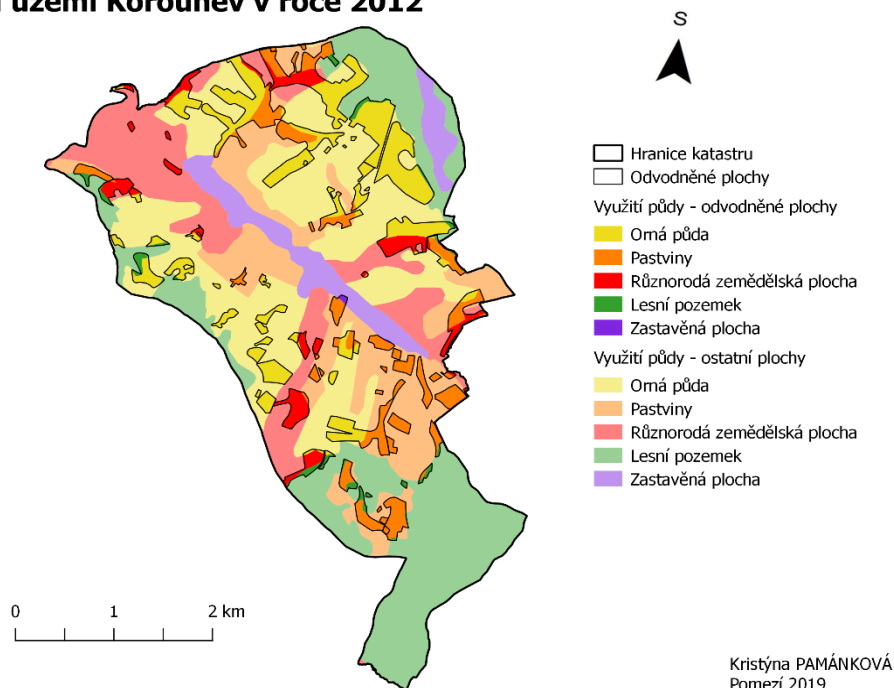 území Korouhev v roce 2012
S
Hranice katastru
Odvodněné plochy
Využití půdy - odvodněné plochy
Orná půda
Pastviny
Různorodá zemědělská plocha
Lesní pozemek
Zastavěná plocha
Využití půdy - ostatní plochy
Orná půda
Pastviny
Různorodá zemědělská plocha
Lesní pozemek
Zastavěná plocha
0 1 2 km
Kristýna PAMÁNKOVÁ
Pomezí 2019